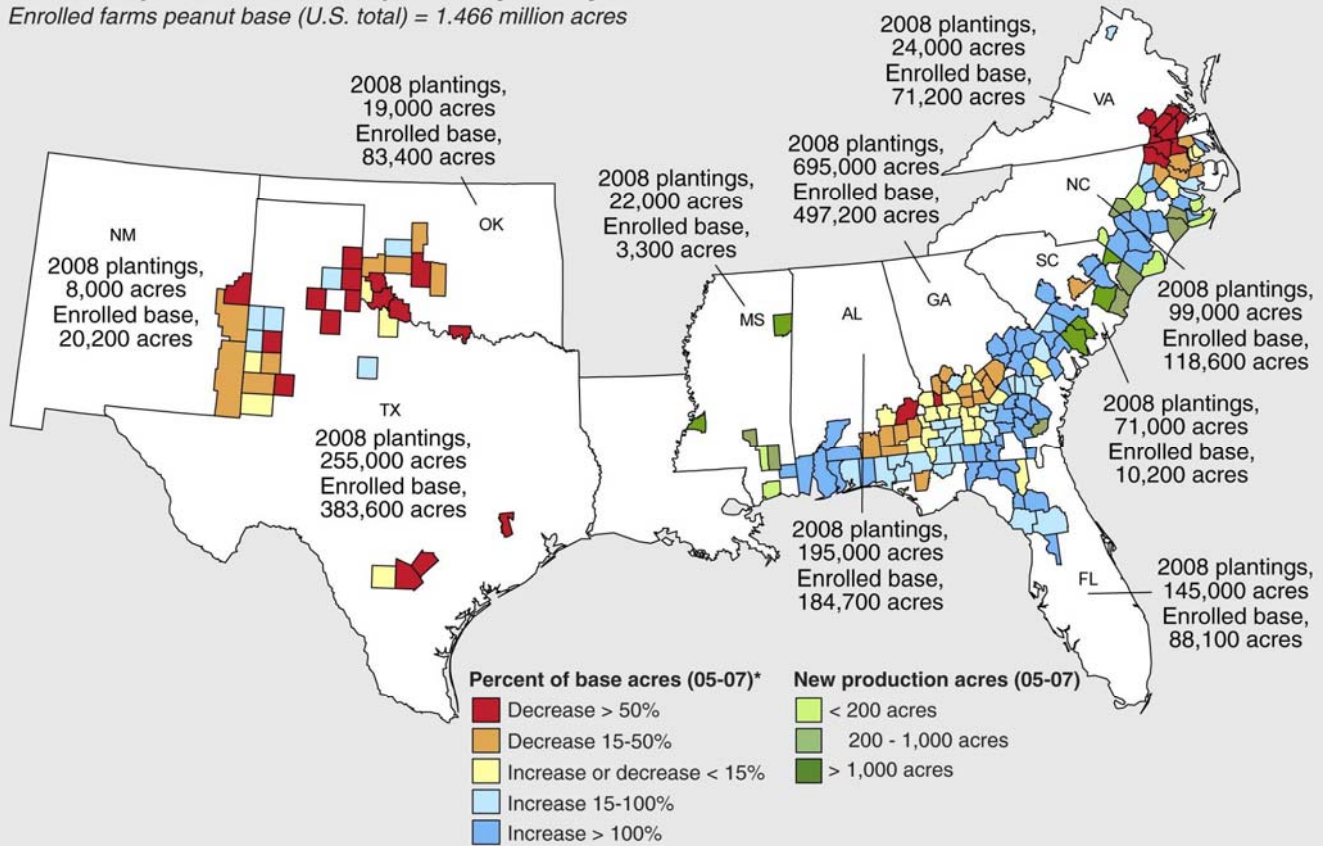 Enrolled farms peanut base (U.S. total) = 1.466 million acres
2008 plantings,
24,000 acres
Enrolled base,
71,200 acres
VA
2008 plantings,
19,000 acres
Enrolled base,
83,400 acres
OK
2008 plantings,
695,000 acres
Enrolled base,
497,200 acres
NC
2008 plantings,
22,000 acres
Enrolled base,
3,300 acres
NM
2008 plantings,
8,000 acres
Enrolled base,
20,200 acres
MS
AL
GA
SC
2008 plantings,
99,000 acres
Enrolled base,
118,600 acres
TX
2008 plantings,
255,000 acres
Enrolled base,
383,600 acres
2008 plantings,
71,000 acres
Enrolled base,
10,200 acres
2008 plantings,
195,000 acres
Enrolled base,
184,700 acres
FL
2008 plantings,
145,000 acres
Enrolled base,
88,100 acres
Percent of base acres (05-07)*
Decrease > 50%
Decrease 15-50%
Increase or decrease < 15%
Increase 15-100%
Increase > 100%
New production acres (05-07)
< 200 acres
200 - 1,000 acres
> 1,000 acres